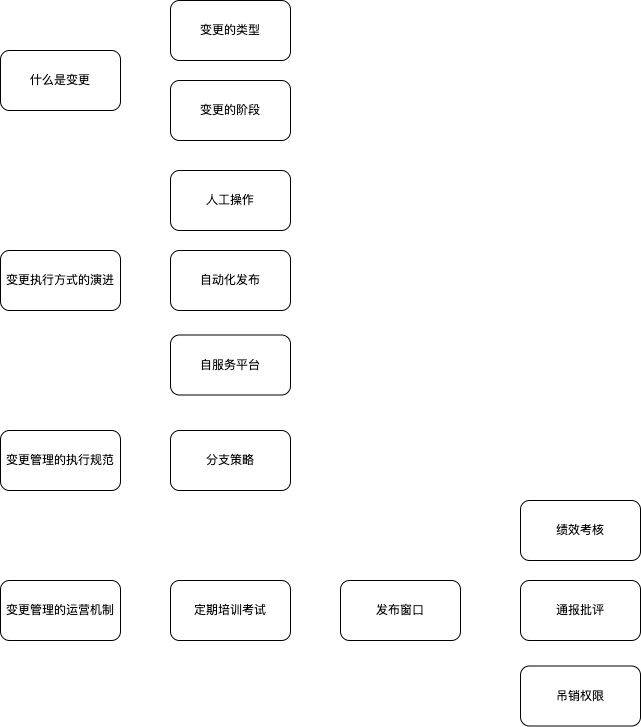 变更的类型
什么是变更
变更的阶段
人工操作
变更执行方式的演进
自动化发布
自服务平台
变更管理的执行规范
分支策略
绩效考核
变更管理的运营机制
定期培训考试
发布窗口
通报批评
吊销权限